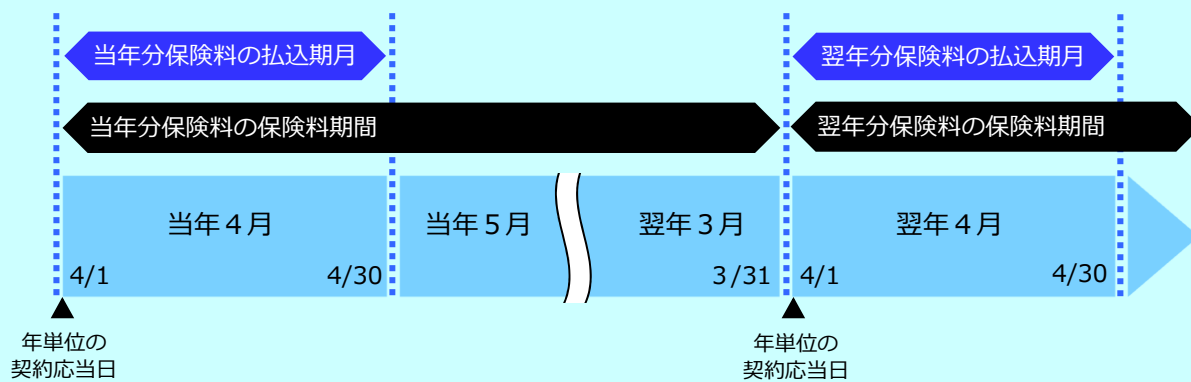 当年分保険料の払込期月
翌年分保険料の払込期月
当年分保険料の保険料期間
翌年分保険料の保険料期間
当年4月
当年5月
翌年3月
翌年4月
4/1
4/30
3/31
4/1
4/30
年単位の
契約応当日
年単位の
契約応当日